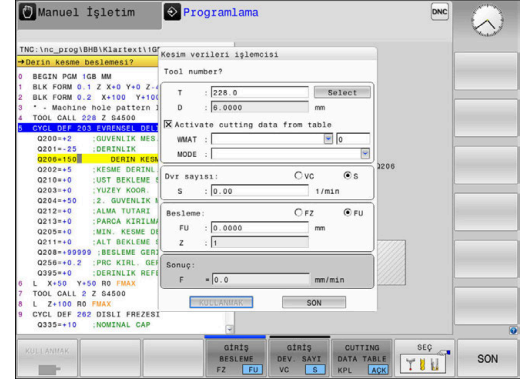 Manuel İşletim
Programlama
DNC
TNC:\nc_prog\BHB\Klartext\1G
Derin kesme beslemesi?
0 BEGIN PGM 1GB MM
1 BLK FORM 0.1 Z X+0 Y+0 Z-
2 BLK FORM 0.2 X+100 Y+10
3 * - Machine hole pattern
4 TOOL CALL 228 Z S4500
5 CYCL DEF 203 EVRENSEL DEL
Q200=+2 ;GUVENLIK MES.
Q201=-25 ;DERINLIK
Q206=150 DERIN KESM
Q202=+5 ;KESME DERINL
Q210=+0 ;UST BEKLEME
Q203=+0 ;YUZEY KOOR.
Q204=+50 ;2. GUVENLIK M
Q212=+0 ;ALMA TUTARI
Q213=+0 ;PARCA KIRILMA
Q205=+0 ;MIN. KESME DE
Q211=+0 ;ALT BEKLEME
Q208=+99999 ;BESLEME GERI
Q256=+0.2 ;PRC KIRL. GER
Q395=+0 ;DERINLIK REFE
6 L X+50 Y+50 R0 FMAX
7 TOOL CALL 2 Z S4500
8 L Z+100 R0 FMAX
9 CYCL DEF 262 DISLI FREZESI
Q335=+10 ;NOMINAL CAP
Kesim verileri işlemcisi
Tool number?
T : 228.0 Select
D : 6.0000 mm
Activate cutting data from table
WMAT : 0
MODE :
Dvr sayısı: VC S
S : 0.00 1/min
Besleme: FZ FU
FU : 0.0000 mm
Z : 1
Sonuç:
F = 0.0 mm/min
KULLANMAK SON
Q206
KULLANMAK
GİRİŞ BESLEME FZ FU
GİRİŞ DEV. SAYI VC S
CUTTING DATA TABLE KPL AÇK
SEÇ
SON